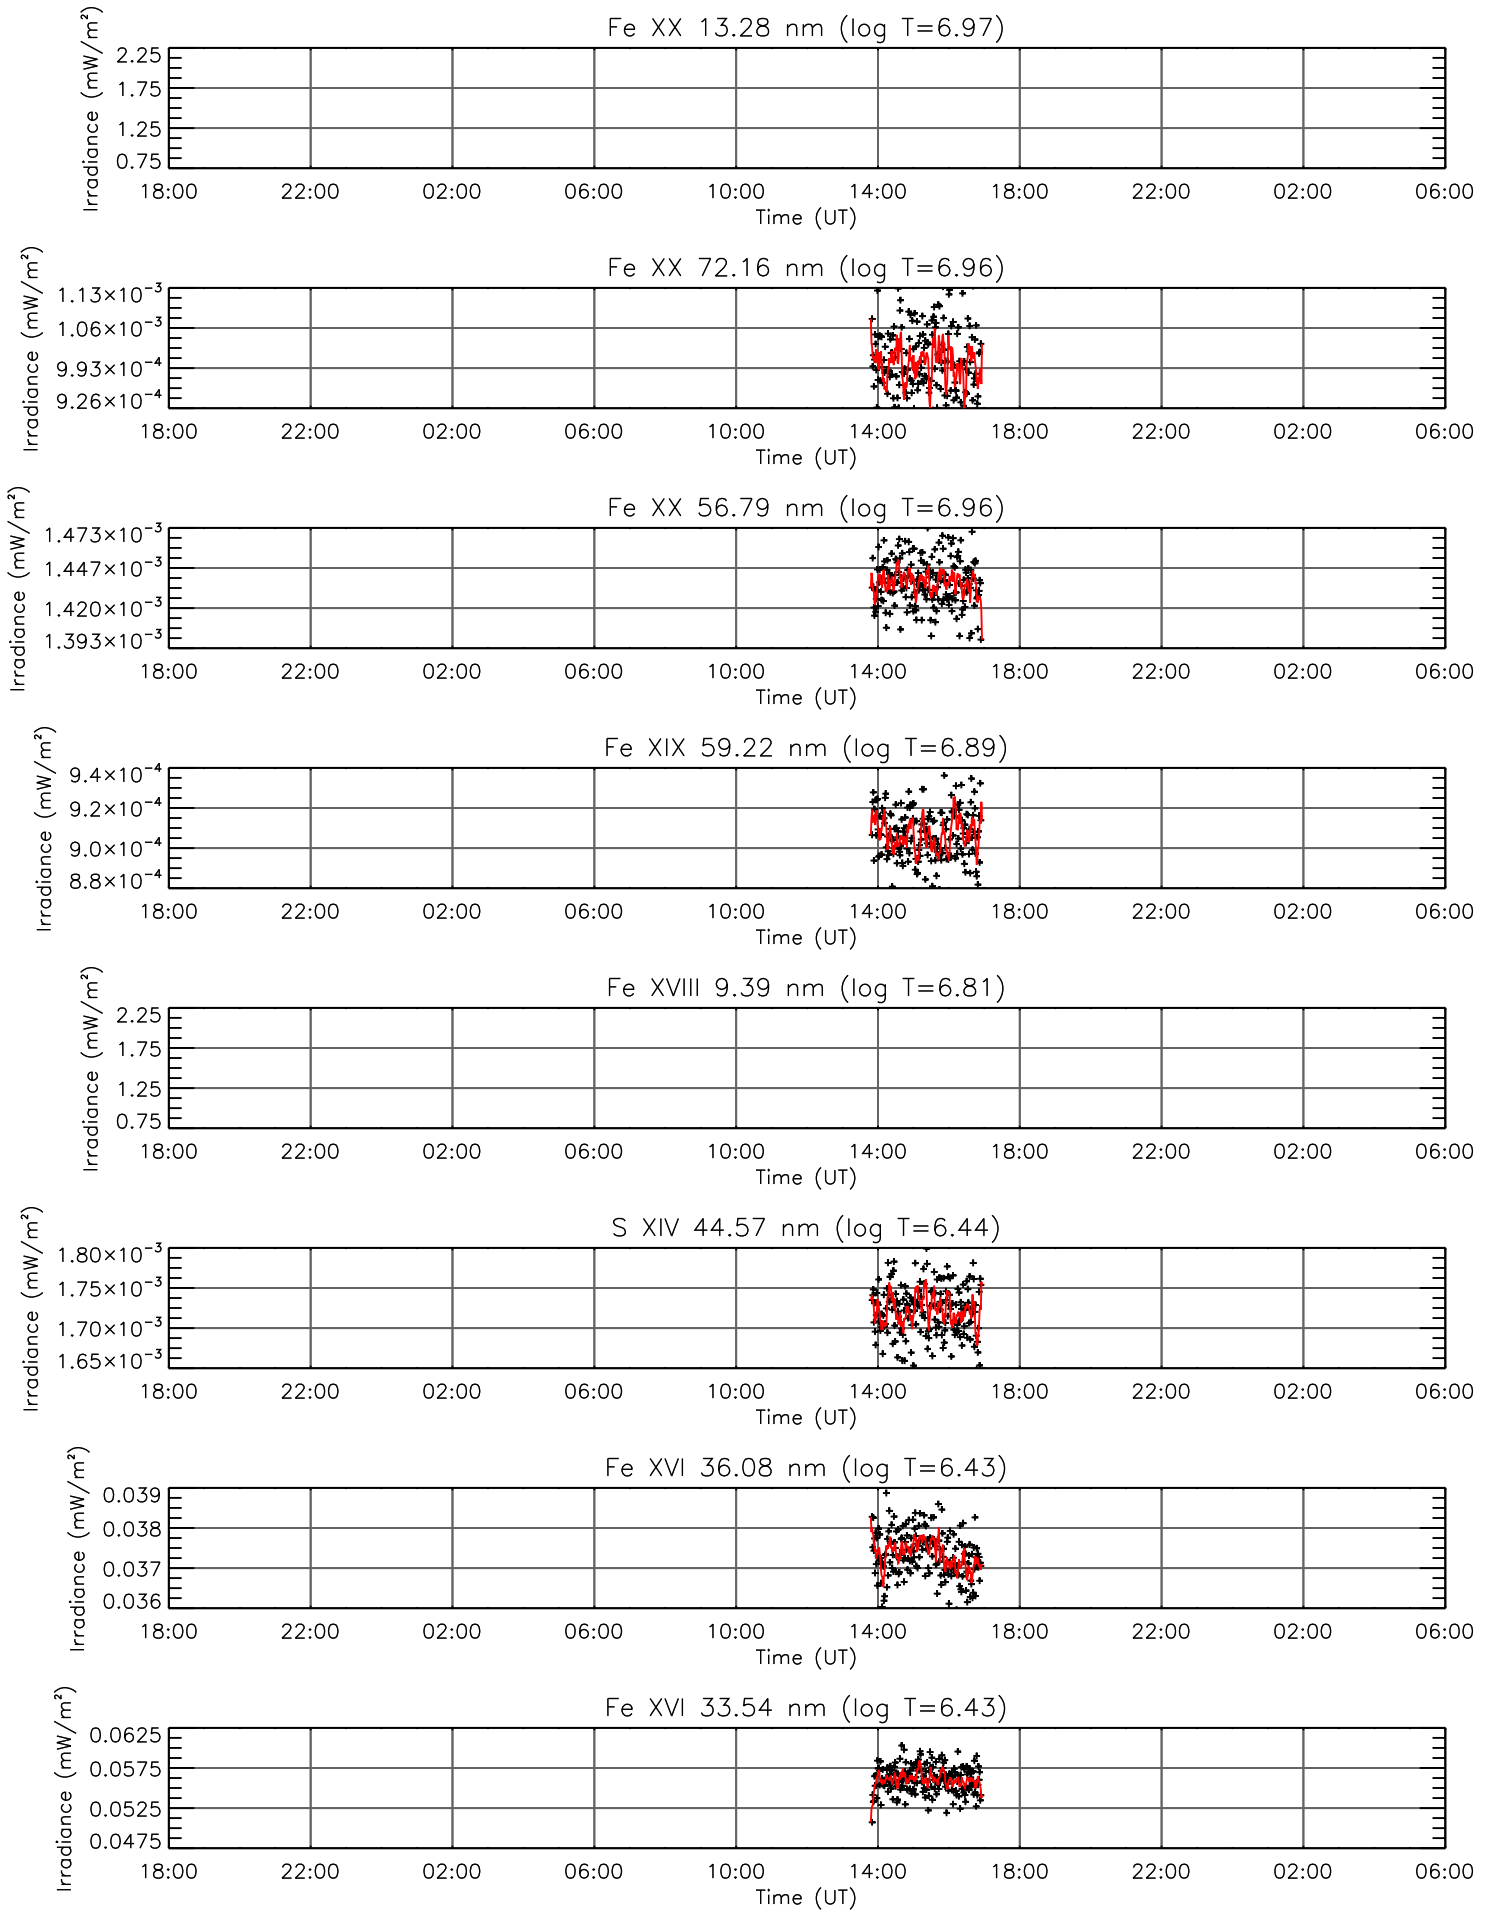 Fe XX 13.28 nm (log T=6.97)
Irradiance (mW/m²)
2.25
1.75
1.25
0.75
18:00 22:00 02:00 06:00 10:00 14:00 18:00 22:00 02:00 06:00
Time (UT)
Fe XX 72.16 nm (log T=6.96)
Irradiance (mW/m²)
1.13×10⁻³
1.06×10⁻³
9.93×10⁻⁴
9.26×10⁻⁴
18:00 22:00 02:00 06:00 10:00 14:00 18:00 22:00 02:00 06:00
Time (UT)
Fe XX 56.79 nm (log T=6.96)
Irradiance (mW/m²)
1.473×10⁻³
1.447×10⁻³
1.420×10⁻³
1.393×10⁻³
18:00 22:00 02:00 06:00 10:00 14:00 18:00 22:00 02:00 06:00
Time (UT)
Fe XIX 59.22 nm (log T=6.89)
Irradiance (mW/m²)
9.4×10⁻⁴
9.2×10⁻⁴
9.0×10⁻⁴
8.8×10⁻⁴
18:00 22:00 02:00 06:00 10:00 14:00 18:00 22:00 02:00 06:00
Time (UT)
Fe XVIII 9.39 nm (log T=6.81)
Irradiance (mW/m²)
2.25
1.75
1.25
0.75
18:00 22:00 02:00 06:00 10:00 14:00 18:00 22:00 02:00 06:00
Time (UT)
S XIV 44.57 nm (log T=6.44)
Irradiance (mW/m²)
1.80×10⁻³
1.75×10⁻³
1.70×10⁻³
1.65×10⁻³
18:00 22:00 02:00 06:00 10:00 14:00 18:00 22:00 02:00 06:00
Time (UT)
Fe XVI 36.08 nm (log T=6.43)
Irradiance (mW/m²)
0.039
0.038
0.037
0.036
18:00 22:00 02:00 06:00 10:00 14:00 18:00 22:00 02:00 06:00
Time (UT)
Fe XVI 33.54 nm (log T=6.43)
Irradiance (mW/m²)
0.0625
0.0575
0.0525
0.0475
18:00 22:00 02:00 06:00 10:00 14:00 18:00 22:00 02:00 06:00
Time (UT)